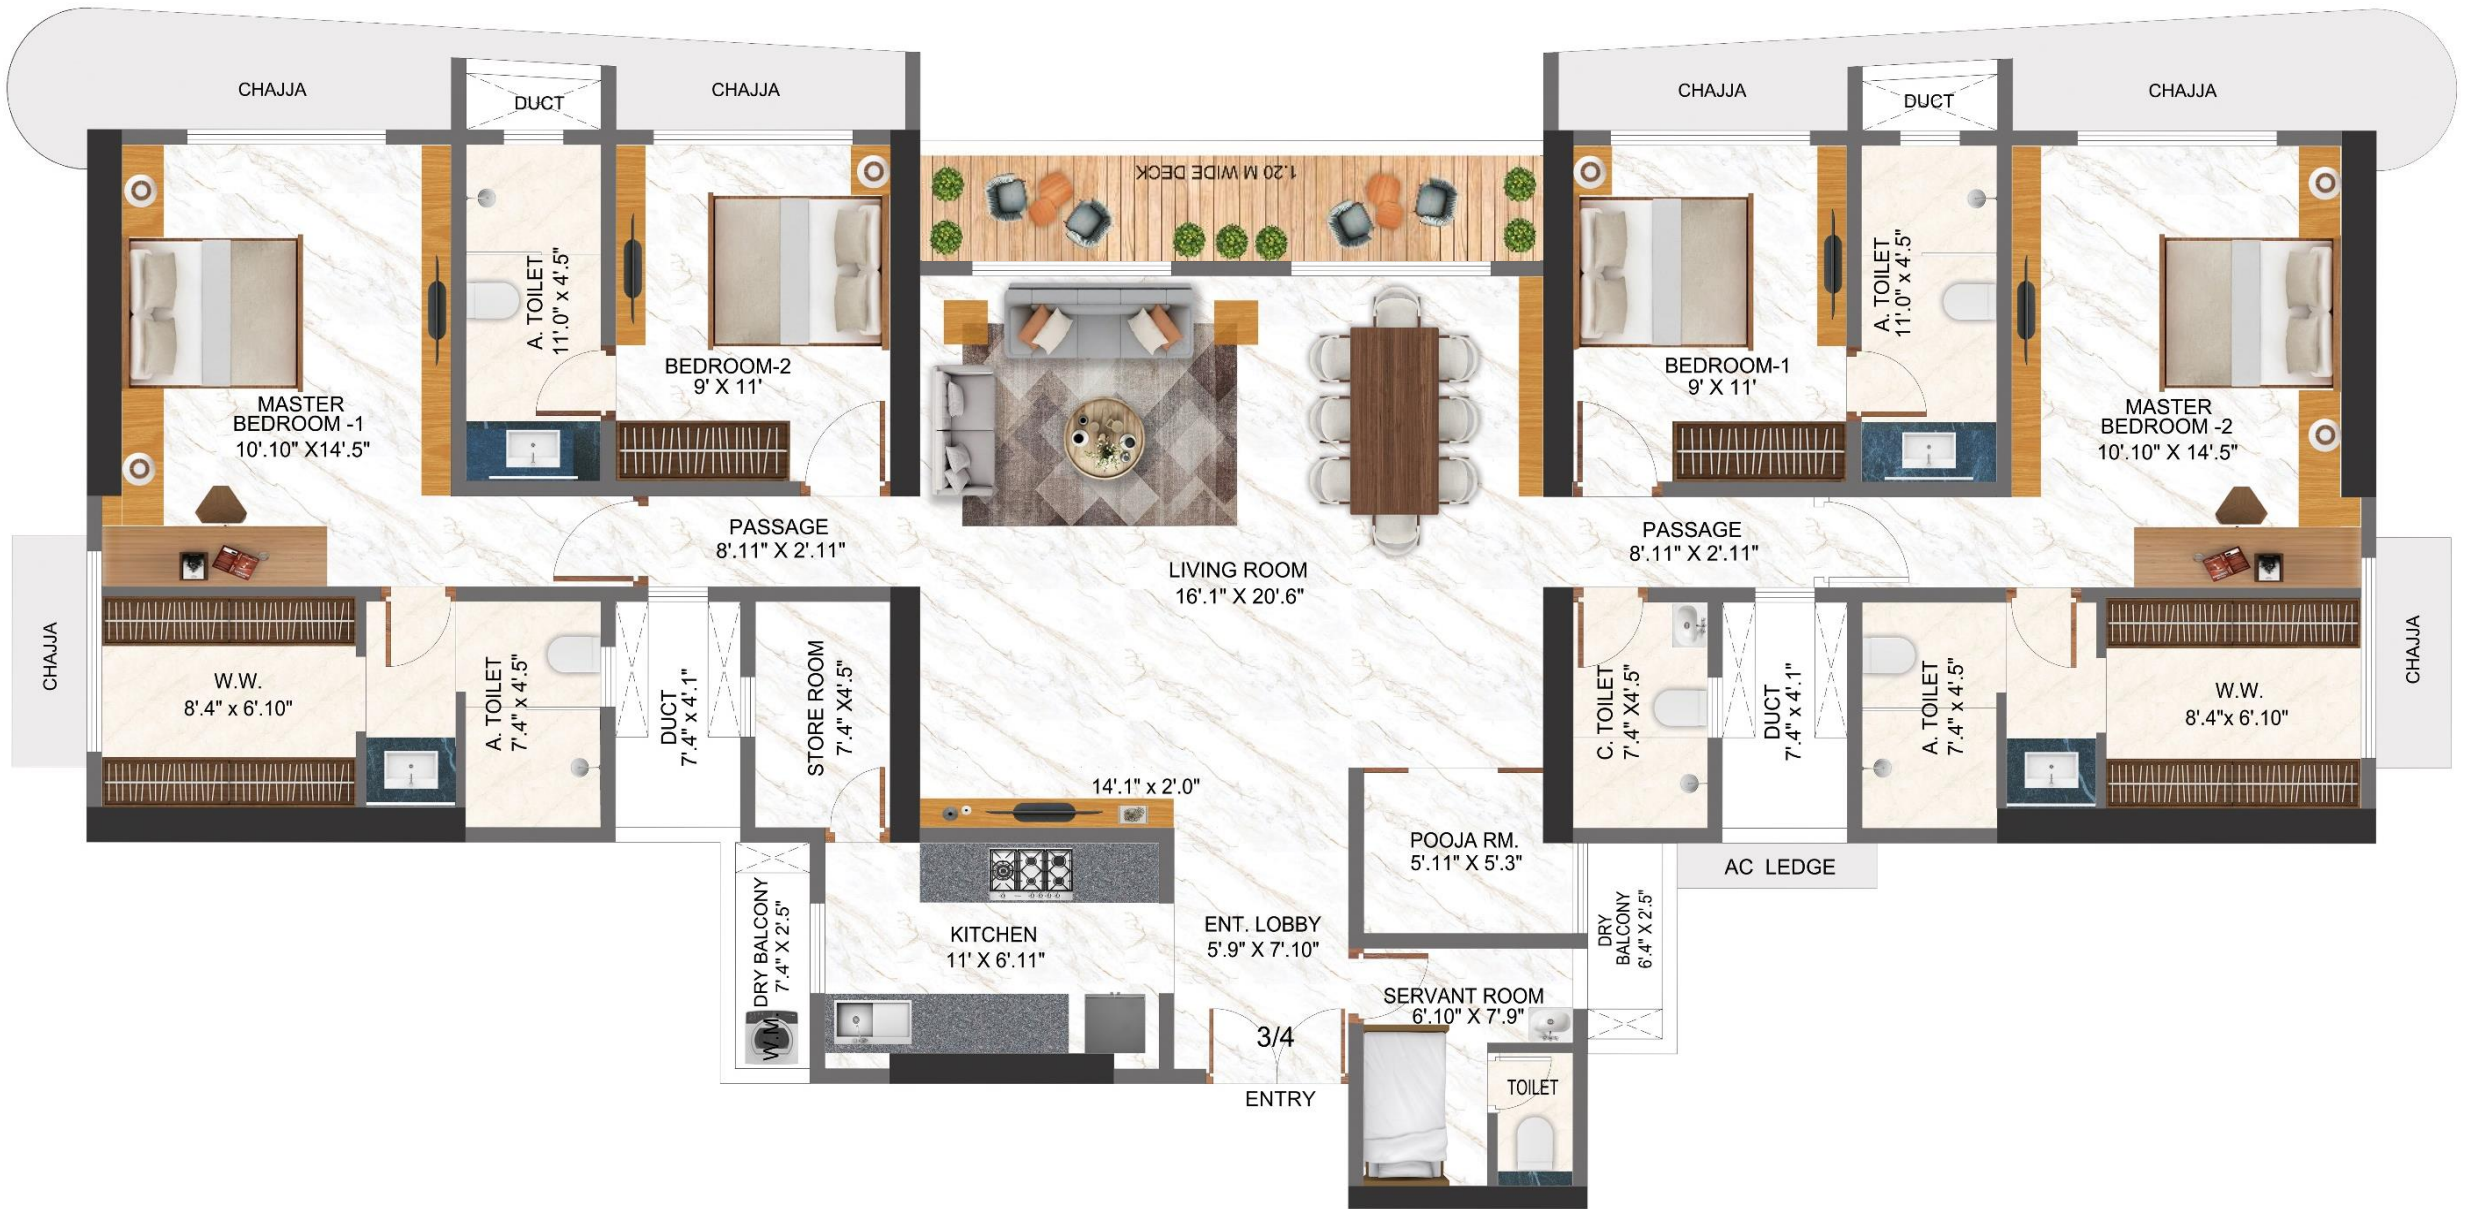 CHAJJA
DUCT
CHAJJA
CHAJJA
DUCT
CHAJJA
1.20 M WIDE DECK
A. TOILET
11'.0" x 4'.5"
BEDROOM-2
9' X 11'
MASTER
BEDROOM -1
10'.10" X14'.5"
BEDROOM-1
9' X 11'
A. TOILET
11'.0" x 4'.5"
MASTER
BEDROOM -2
10'.10" X 14'.5"
PASSAGE
8'.11" X 2'.11"
PASSAGE
8'.11" X 2'.11"
LIVING ROOM
16'.1" X 20'.6"
CHAJJA
W.W.
8'.4" x 6'.10"
A. TOILET
7'.4" x 4'.5"
DUCT
7'.4" x 4'.1"
STORE ROOM
7'.4" X4'.5"
C. TOILET
7'.4" X4'.5"
DUCT
7'.4" x 4'.1"
A. TOILET
7'.4" x 4'.5"
W.W.
8'.4"x 6'.10"
CHAJJA
14'.1" x 2'.0"
POOJA RM.
5'.11" X 5'.3"
AC LEDGE
DRY BALCONY
7'.4" X 2'.5"
W.M.
KITCHEN
11' X 6'.11"
ENT. LOBBY
5'.9" X 7'.10"
DRY
BALCONY
6'.4" X 2'.5"
SERVANT ROOM
6'.10" X 7'.9"
3/4
ENTRY
TOILET